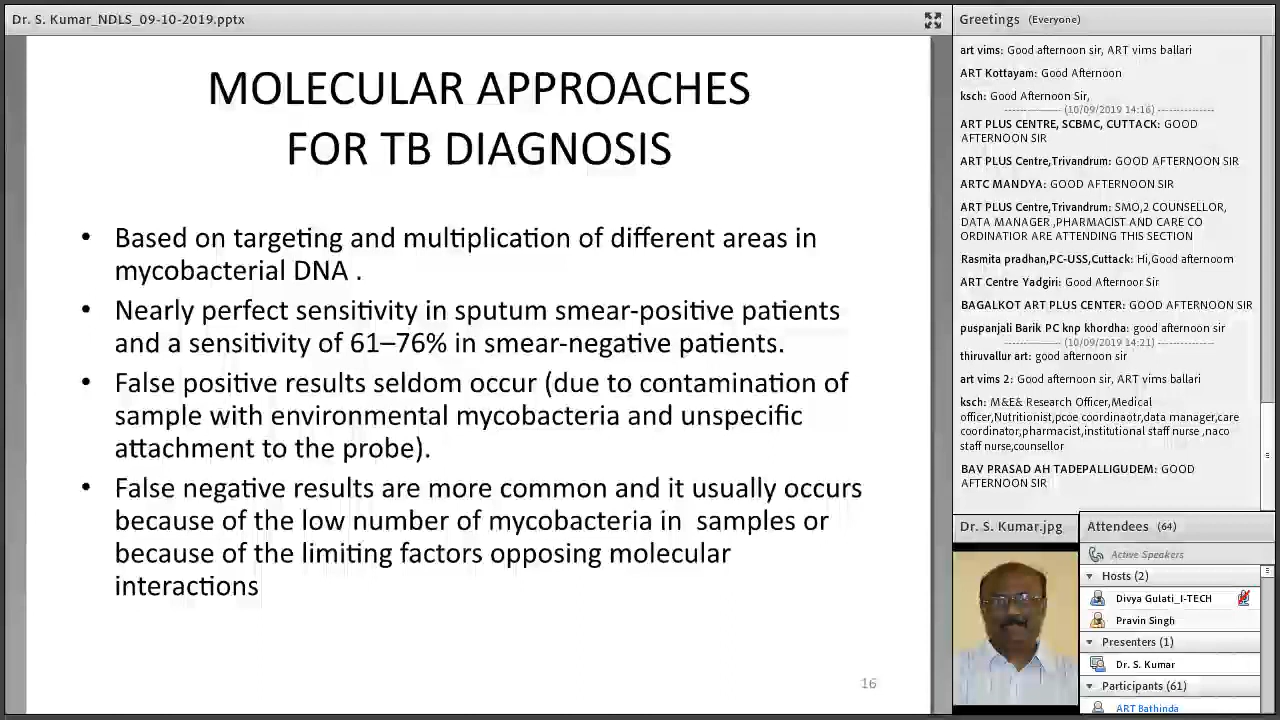 Dr. S. Kumar_NDLS_09-10-2019.pptx
MOLECULAR APPROACHES
FOR TB DIAGNOSIS
• Based on targeting and multiplication of different areas in
mycobacterial DNA .
• Nearly perfect sensitivity in sputum smear-positive patients
and a sensitivity of 61–76% in smear-negative patients.
• False positive results seldom occur (due to contamination of
sample with environmental mycobacteria and unspecific
attachment to the probe).
• False negative results are more common and it usually occurs
because of the low number of mycobacteria in samples or
because of the limiting factors opposing molecular
interactions
16
Greetings (Everyone)
art vims: Good afternoon sir, ART vims ballari
ART Kottayam: Good Afternoon
ksch: Good Afternoon Sir,
---------------- (10/09/2019 14:16) ----------------
ART PLUS CENTRE, SCBMC, CUTTACK: GOOD
AFTERNOON SIR
ART PLUS Centre,Trivandrum: GOOD AFTERNOON SIR
ARTC MANDYA: GOOD AFTERNOON SIR
ART PLUS Centre,Trivandrum: SMO,2 COUNSELLOR,
DATA MANAGER ,PHARMACIST AND CARE CO
ORDINATIOR ARE ATTENDING THIS SECTION
Rasmita pradhan,PC-USS,Cuttack: Hi,Good afternoom
ART Centre Yadgiri: Good Afternoor Sir
BAGALKOT ART PLUS CENTER: GOOD AFTERNOON SIR
puspanjali Barik PC knp khordha: good afternoon sir
---------------- (10/09/2019 14:21) ----------------
thiruvallur art: good afternoon sir
art vims 2: Good afternoon sir, ART vims ballari
ksch: M&E& Research Officer,Medical
officer,Nutritionist,pcoe coordinaotr,data manager,care
coordinator,pharmacist,institutional staff nurse ,naco
staff nurse,counsellor
BAV PRASAD AH TADEPALLIGUDEM: GOOD
AFTERNOON SIR
Dr. S. Kumar.jpg
Attendees (64)
Active Speakers
Hosts (2)
Divya Gulati_I-TECH
Pravin Singh
Presenters (1)
Dr. S. Kumar
Participants (61)
ART Bathinda